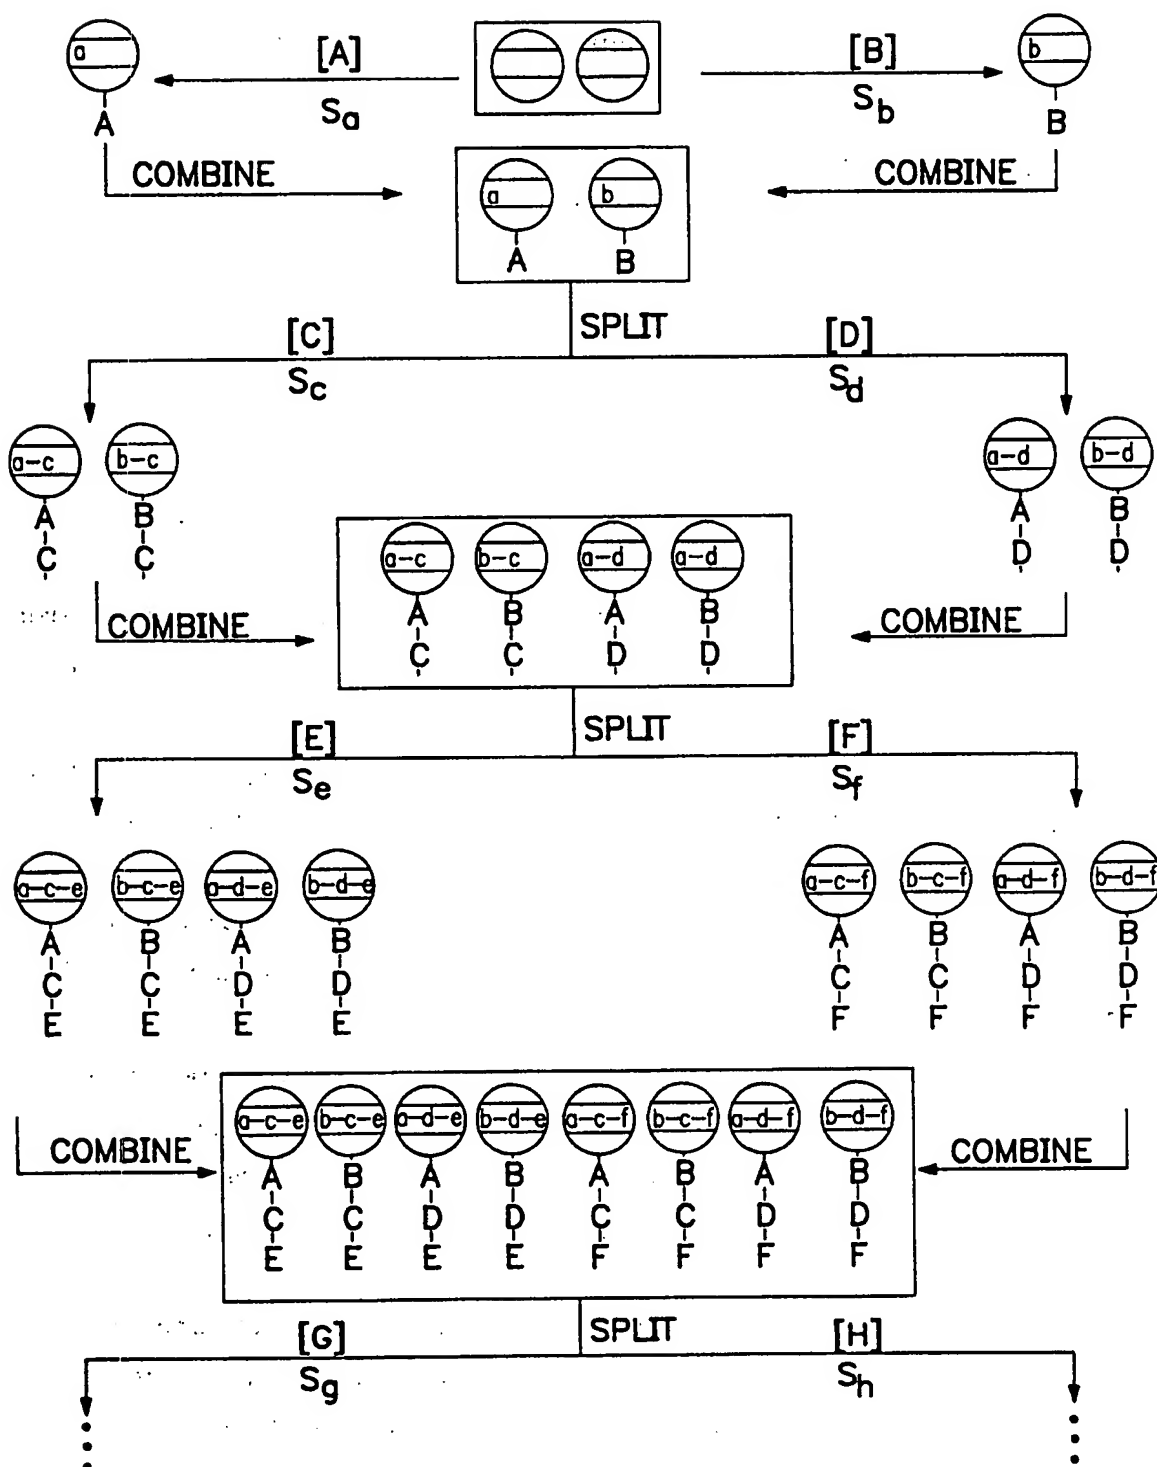 a [A] [B] b
Sa Sb
A B
COMBINE COMBINE
a b
A B
SPLIT
[C] [D]
Sc Sd
a-c b-c a-d b-d
A B A B
C C D D
a-c b-c a-d a-d
A B A B
C C D D
COMBINE COMBINE
SPLIT
[E] [F]
Se Sf
a-c-e b-c-e a-d-e b-d-e a-c-f b-c-f a-d-f b-d-f
A B A B A B A B
C C D D C C D D
E E E E F F F F
a-c-e b-c-e a-d-e b-d-e a-c-f b-c-f a-d-f b-d-f
COMBINE COMBINE
A B A B A B A B
C C D D C C D D
E E E E F F F F
SPLIT
[G] [H]
Sg Sh